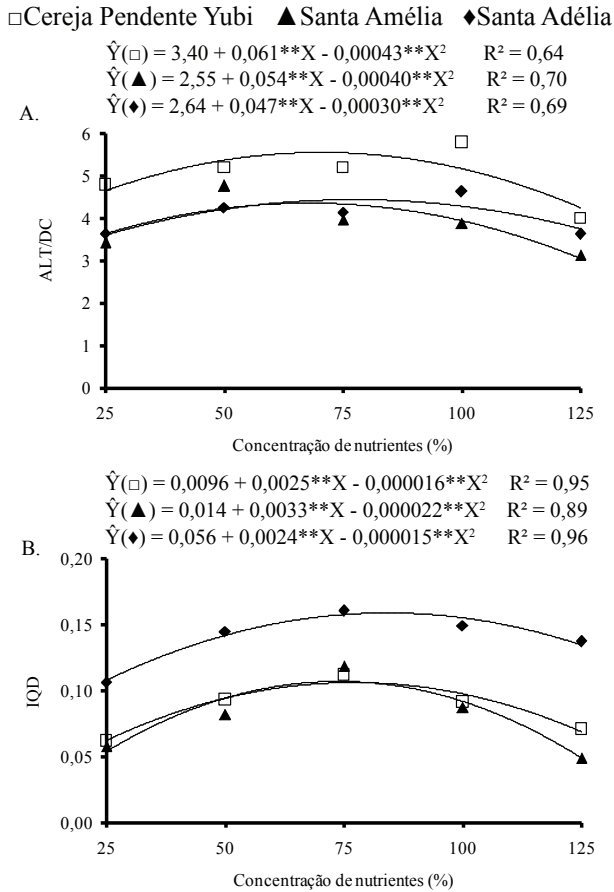 □Cereja Pendente Yubi ▲Santa Amélia ♦Santa Adélia
Ŷ(□) = 3,40 + 0,061**X - 0,00043**X² R² = 0,64
Ŷ(▲) = 2,55 + 0,054**X - 0,00040**X² R² = 0,70
Ŷ(♦) = 2,64 + 0,047**X - 0,00030**X² R² = 0,69
A.
6
5
4
3
2
1
0
ALT/DC
25 50 75 100 125
Concentração de nutrientes (%)
Ŷ(□) = 0,0096 + 0,0025**X - 0,000016**X² R² = 0,95
Ŷ(▲) = 0,014 + 0,0033**X - 0,000022**X² R² = 0,89
Ŷ(♦) = 0,056 + 0,0024**X - 0,000015**X² R² = 0,96
B.
0,20
0,15
0,10
0,05
0,00
IQD
25 50 75 100 125
Concentração de nutrientes (%)